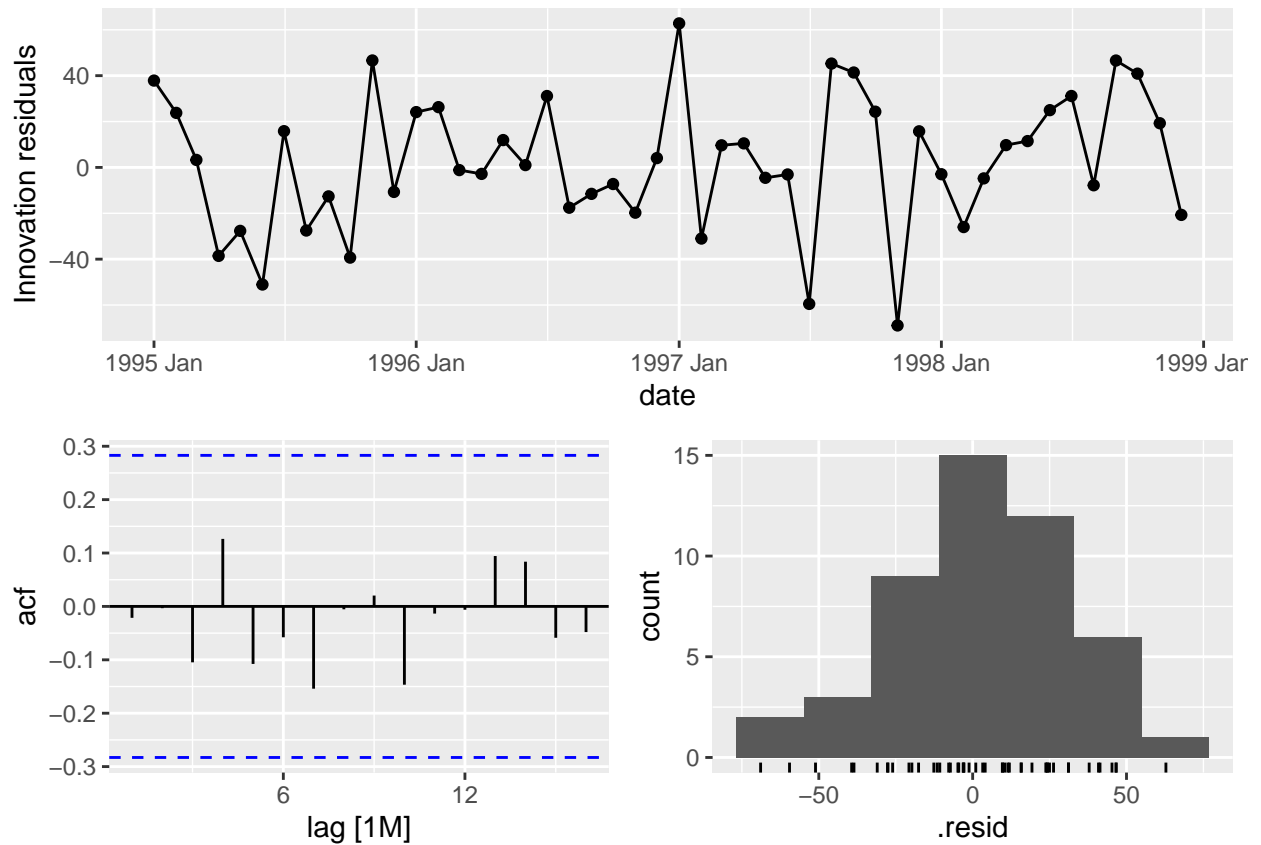 Innovation residuals
40
0
−40
1995 Jan 1996 Jan 1997 Jan 1998 Jan 1999 Jan
date
acf
0.3
0.2
0.1
0.0
−0.1
−0.2
−0.3
6 12
lag [1M]
count
15
10
5
0
−50 0 50
.resid